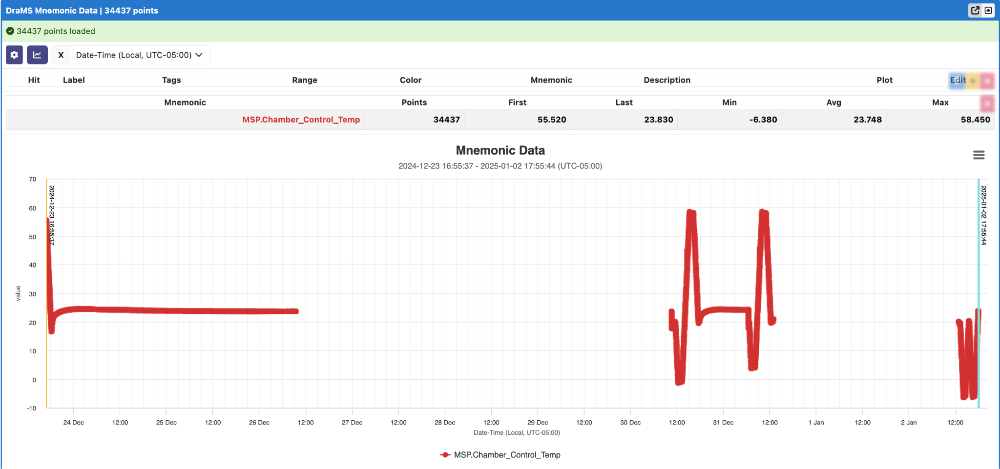 DraMS Mnemonic Data | 34437 points
34437 points loaded
X Date-Time (Local, UTC-05:00)
Hit Label Tags Range Color Mnemonic Description Plot Edit
Mnemonic Points First Last Min Avg Max
MSP.Chamber_Control_Temp 34437 55.520 23.830 -6.380 23.748 58.450
Mnemonic Data
2024-12-23 16:55:37 - 2025-01-02 17:55:44 (UTC-05:00)
70
60
50
40
30
20
10
0
-10
value
2024-12-23 16:55:37
2025-01-02 17:55:44
24 Dec 12:00 25 Dec 12:00 26 Dec 12:00 27 Dec 12:00 28 Dec 12:00 29 Dec 12:00 30 Dec 12:00 31 Dec 12:00 1 Jan 12:00 2 Jan 12:00
Date-Time (Local, UTC-05:00)
MSP.Chamber_Control_Temp